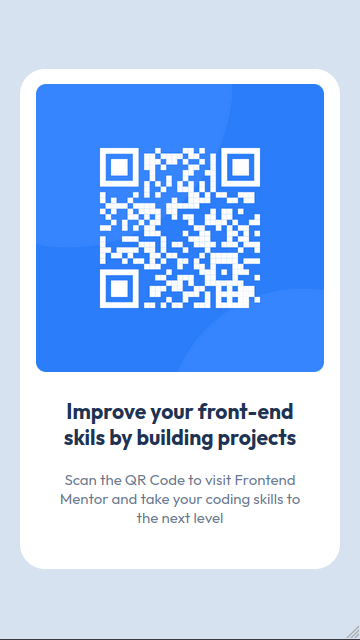 Improve your front-end
skils by building projects
Scan the QR Code to visit Frontend
Mentor and take your coding skills to
the next level